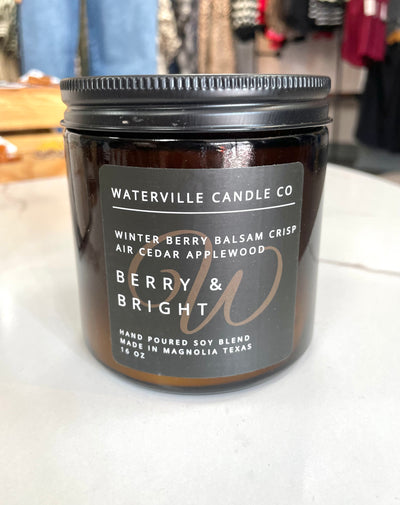 WATERVILLE CANDLE CO
WINTER BERRY BALSAM CRISP
AIR CEDAR APPLEWOOD
BERRY &
BRIGHT
HAND POURED SOY BLEND
MADE IN MAGNOLIA TEXAS
16 OZ